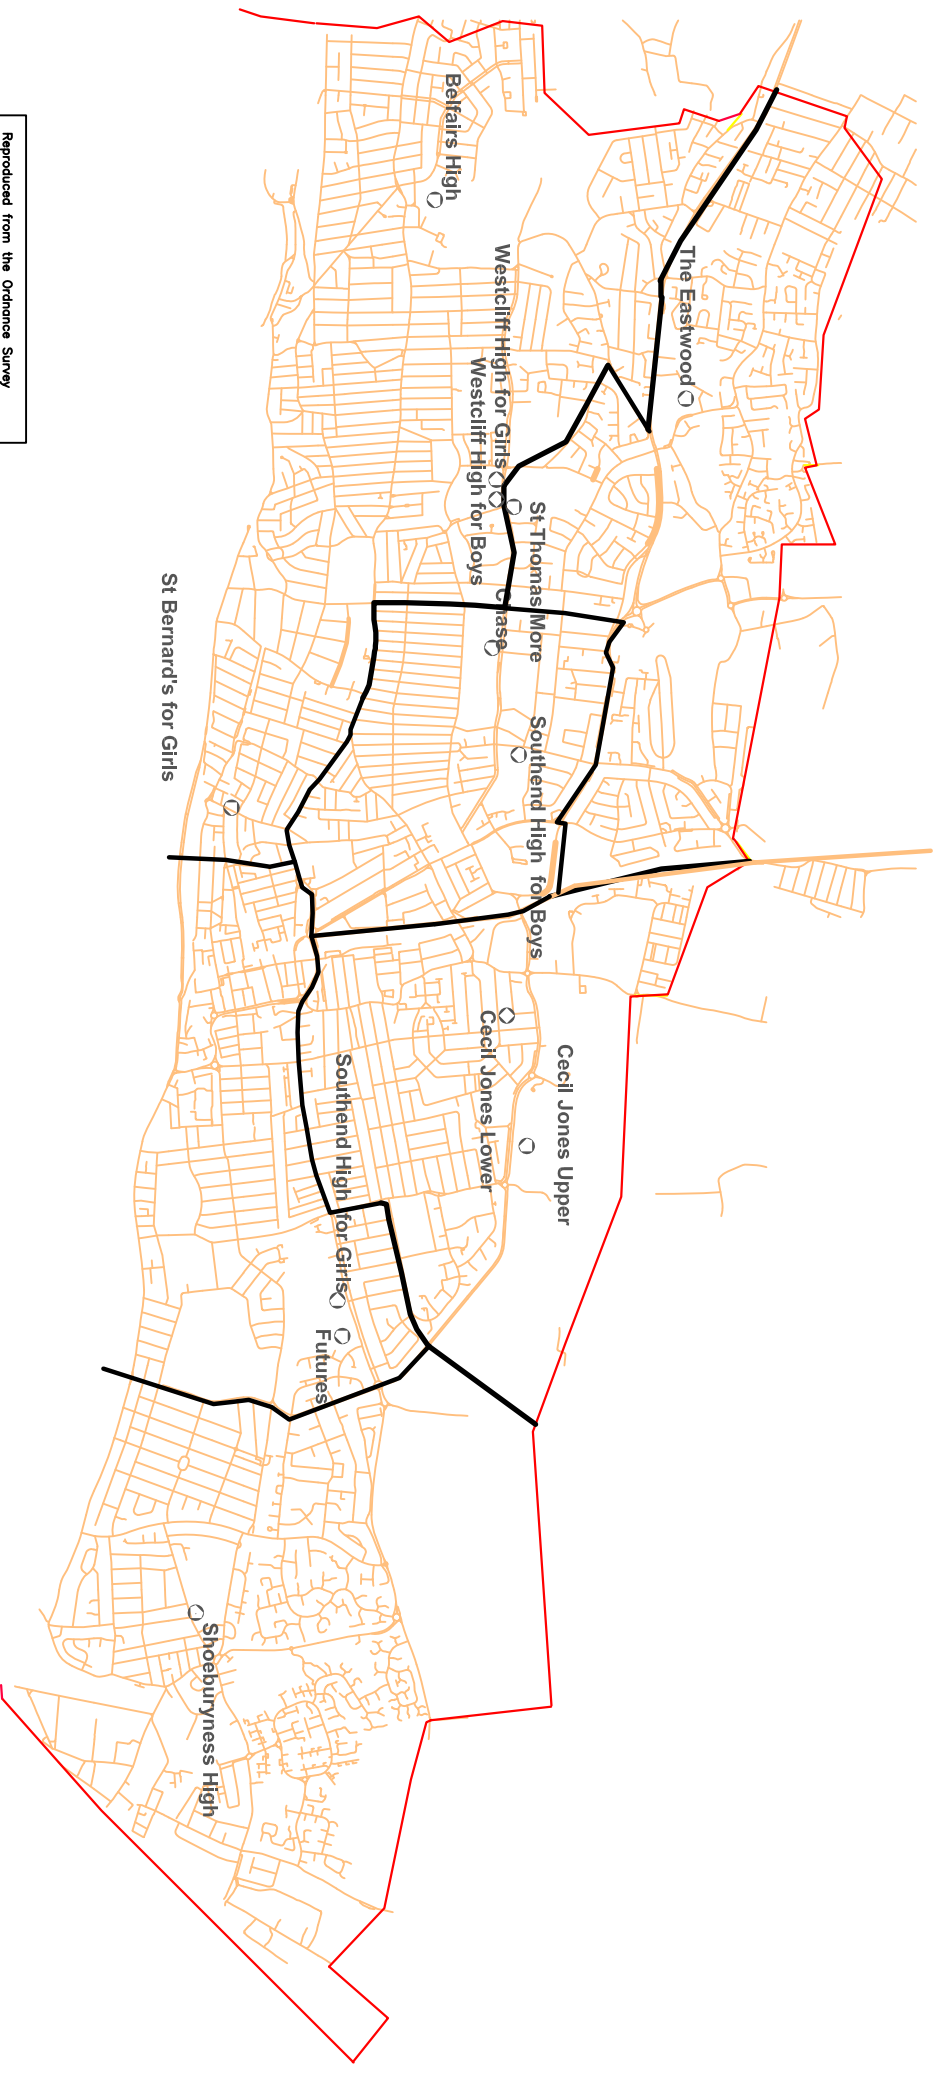 Belfairs High
The Eastwood
Westcliff High for Girls
Westcliff High for Boys
St Thomas More
Chase
St Bernard's for Girls
Southend High for Boys
Cecil Jones Lower
Cecil Jones Upper
Southend High for Girls
Futures
Shoeburyness High
Reproduced from the Ordnance Survey